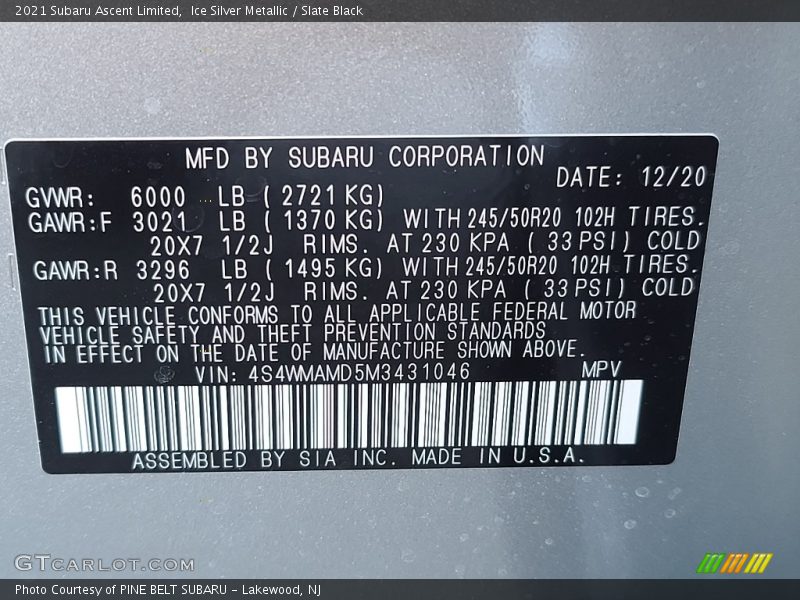 2021 Subaru Ascent Limited, Ice Silver Metallic / Slate Black
MFD BY SUBARU CORPORATION
DATE: 12/20
GVWR: 6000 LB ( 2721 KG)
GAWR:F 3021 LB ( 1370 KG) WITH 245/50R20 102H TIRES.
20X7 1/2J RIMS. AT 230 KPA ( 33 PSI) COLD
GAWR:R 3296 LB ( 1495 KG) WITH 245/50R20 102H TIRES.
20X7 1/2J RIMS. AT 230 KPA ( 33 PSI) COLD
THIS VEHICLE CONFORMS TO ALL APPLICABLE FEDERAL MOTOR
VEHICLE SAFETY AND THEFT PREVENTION STANDARDS
IN EFFECT ON THE DATE OF MANUFACTURE SHOWN ABOVE.
VIN: 4S4WMAMD5M3431046 MPV
ASSEMBLED BY SIA INC. MADE IN U.S.A.
GTCARLOT.COM
Photo Courtesy of PINE BELT SUBARU - Lakewood, NJ